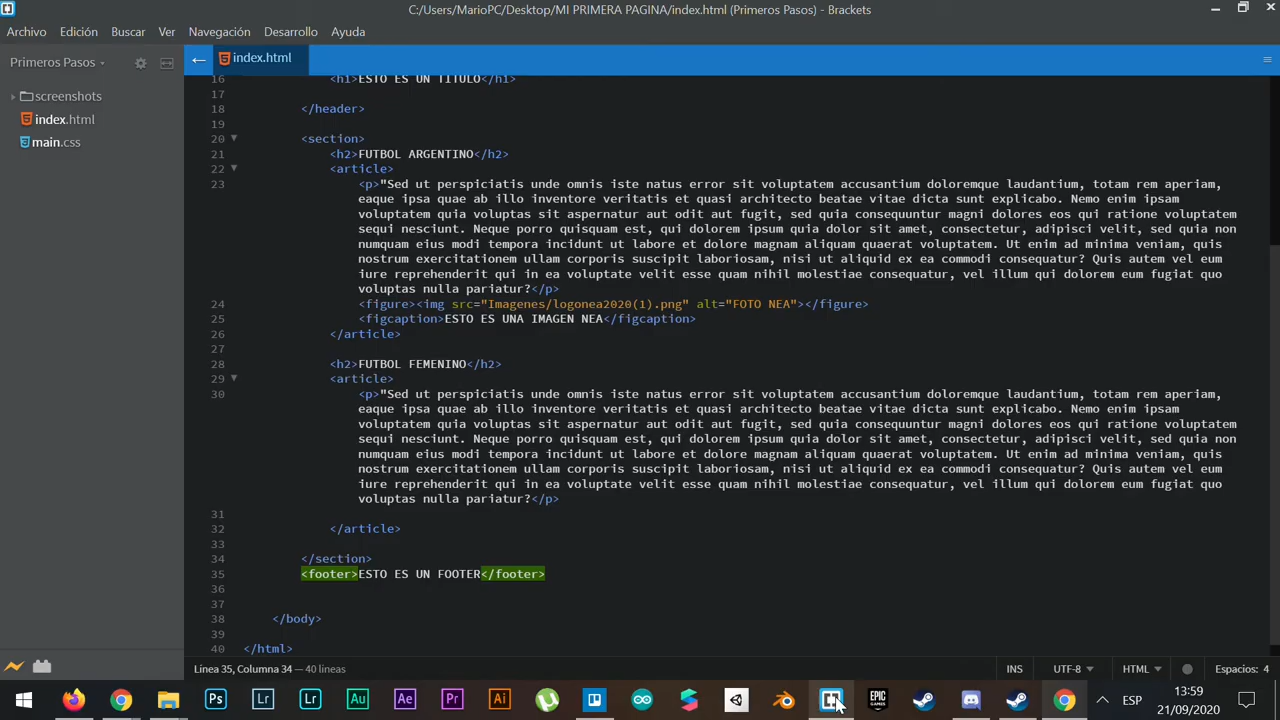 C:/Users/MarioPC/Desktop/MI PRIMERA PAGINA/index.html (Primeros Pasos) - Brackets
Archivo Edición Buscar Ver Navegación Desarrollo Ayuda
Primeros Pasos
screenshots
index.html
main.css
index.html
16 <h1>ESTO ES UN TITULO</h1>
17
18 </header>
19
20 <section>
21 <h2>FUTBOL ARGENTINO</h2>
22 <article>
23 <p>"Sed ut perspiciatis unde omnis iste natus error sit voluptatem accusantium doloremque laudantium, totam rem aperiam,
eaque ipsa quae ab illo inventore veritatis et quasi architecto beatae vitae dicta sunt explicabo. Nemo enim ipsam
voluptatem quia voluptas sit aspernatur aut odit aut fugit, sed quia consequuntur magni dolores eos qui ratione voluptatem
sequi nesciunt. Neque porro quisquam est, qui dolorem ipsum quia dolor sit amet, consectetur, adipisci velit, sed quia non
numquam eius modi tempora incidunt ut labore et dolore magnam aliquam quaerat voluptatem. Ut enim ad minima veniam, quis
nostrum exercitationem ullam corporis suscipit laboriosam, nisi ut aliquid ex ea commodi consequatur? Quis autem vel eum
iure reprehenderit qui in ea voluptate velit esse quam nihil molestiae consequatur, vel illum qui dolorem eum fugiat quo
voluptas nulla pariatur?</p>
24 <figure><img src="Imagenes/logonea2020(1).png" alt="FOTO NEA"></figure>
25 <figcaption>ESTO ES UNA IMAGEN NEA</figcaption>
26 </article>
27
28 <h2>FUTBOL FEMENINO</h2>
29 <article>
30 <p>"Sed ut perspiciatis unde omnis iste natus error sit voluptatem accusantium doloremque laudantium, totam rem aperiam,
eaque ipsa quae ab illo inventore veritatis et quasi architecto beatae vitae dicta sunt explicabo. Nemo enim ipsam
voluptatem quia voluptas sit aspernatur aut odit aut fugit, sed quia consequuntur magni dolores eos qui ratione voluptatem
sequi nesciunt. Neque porro quisquam est, qui dolorem ipsum quia dolor sit amet, consectetur, adipisci velit, sed quia non
numquam eius modi tempora incidunt ut labore et dolore magnam aliquam quaerat voluptatem. Ut enim ad minima veniam, quis
nostrum exercitationem ullam corporis suscipit laboriosam, nisi ut aliquid ex ea commodi consequatur? Quis autem vel eum
iure reprehenderit qui in ea voluptate velit esse quam nihil molestiae consequatur, vel illum qui dolorem eum fugiat quo
voluptas nulla pariatur?</p>
31
32 </article>
33
34 </section>
35 <footer>ESTO ES UN FOOTER</footer>
36
37
38 </body>
39
40 </html>
Línea 35, Columna 34 — 40 líneas INS UTF-8 HTML Espacios: 4
Ps Lr Lr Au Ae Pr Ai EPIC GAMES ESP 13:59
21/09/2020